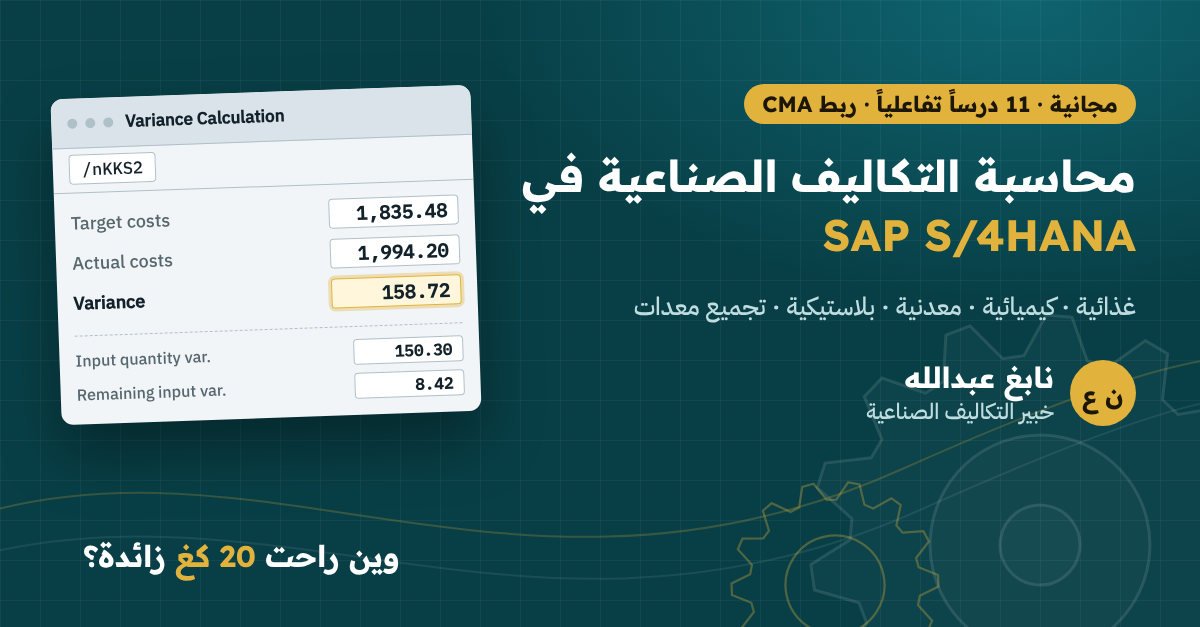 مجانية · 11 درساً تفاعلياً · ربط CMA
محاسبة التكاليف الصناعية في
SAP S/4HANA
غذائية · كيميائية · معدنية · بلاستيكية · تجميع معدات
ن ع
نابغ عبدالله
خبير التكاليف الصناعية
Variance Calculation
/nKKS2
Target costs 1,835.48
Actual costs 1,994.20
Variance 158.72
Input quantity var. 150.30
Remaining input var. 8.42
وين راحت 20 كغ زائدة؟